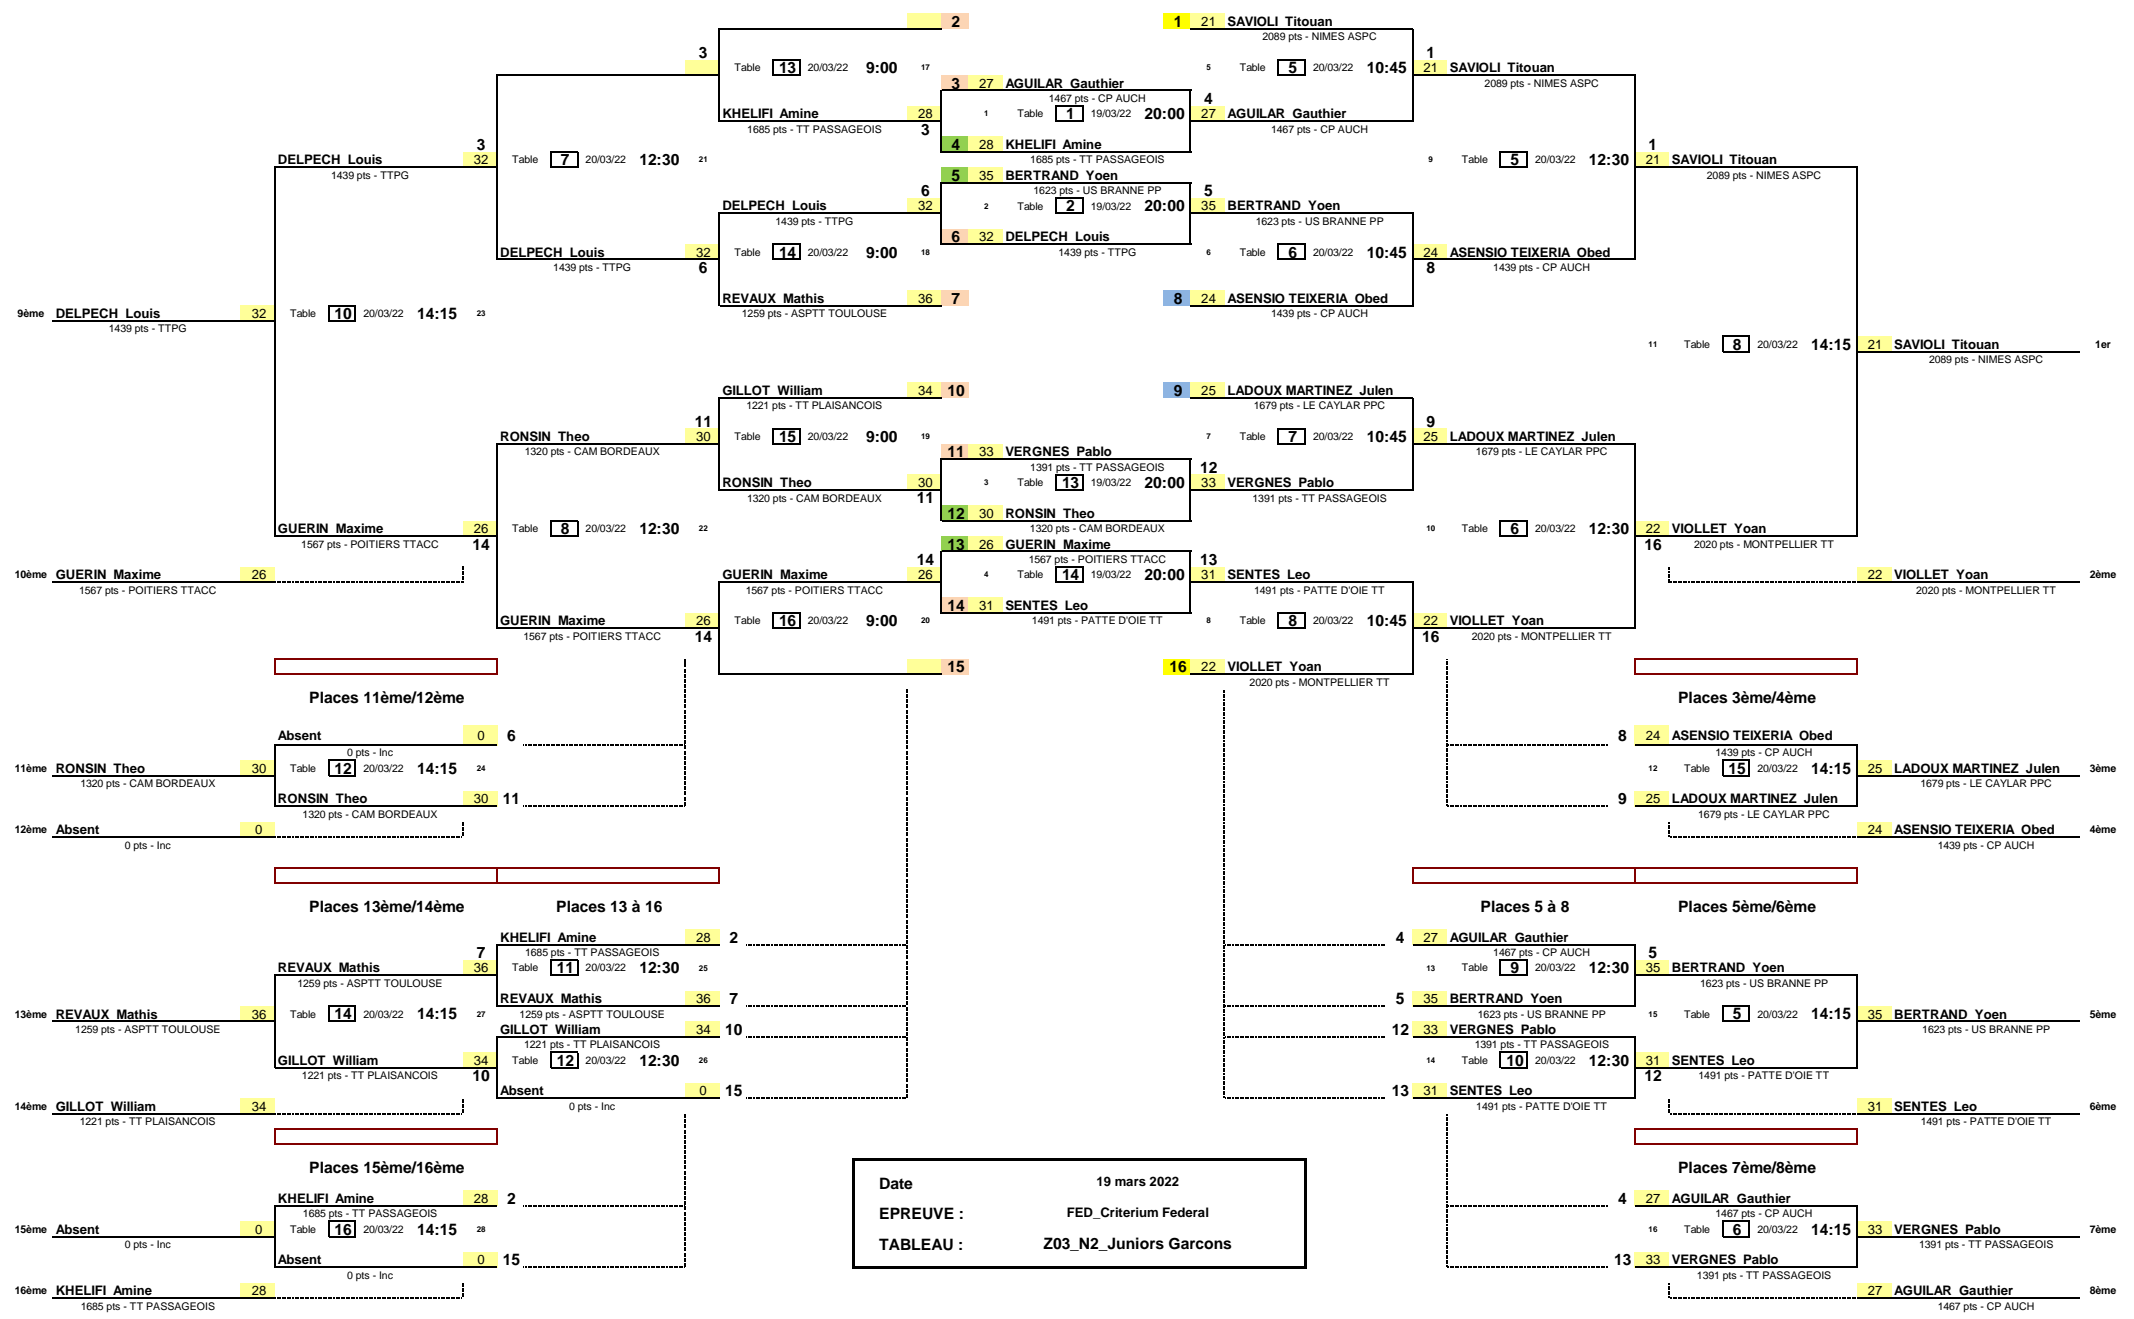 2
1 21 SAVIOLI Titouan
2089 pts - NIMES ASPC
3
1
Table 13 20/03/22 9:00 17
5 Table 5 20/03/22 10:45
21 SAVIOLI Titouan
2089 pts - NIMES ASPC
3 27 AGUILAR Gauthier
1467 pts - CP AUCH
4
KHELIFI Amine 28
1685 pts - TT PASSAGEOIS
3
1 Table 1 19/03/22 20:00
27 AGUILAR Gauthier
1467 pts - CP AUCH
4 28 KHELIFI Amine
1685 pts - TT PASSAGEOIS
3
DELPECH Louis 32
1439 pts - TTPG
Table 7 20/03/22 12:30 21
9 Table 5 20/03/22 12:30
1
21 SAVIOLI Titouan
2089 pts - NIMES ASPC
5 35 BERTRAND Yoen
1623 pts - US BRANNE PP
6
5
DELPECH Louis 32
1439 pts - TTPG
2 Table 2 19/03/22 20:00
35 BERTRAND Yoen
1623 pts - US BRANNE PP
6 32 DELPECH Louis
1439 pts - TTPG
DELPECH Louis 32
1439 pts - TTPG
6
Table 14 20/03/22 9:00 18
6 Table 6 20/03/22 10:45
24 ASENSIO TEIXERIA Obed
8 1439 pts - CP AUCH
REVAUX Mathis 36 7
1259 pts - ASPTT TOULOUSE
8 24 ASENSIO TEIXERIA Obed
1439 pts - CP AUCH
9ème DELPECH Louis 32
1439 pts - TTPG
Table 10 20/03/22 14:15 23
11 Table 8 20/03/22 14:15
21 SAVIOLI Titouan 1er
2089 pts - NIMES ASPC
GILLOT William 34 10
1221 pts - TT PLAISANCOIS
9 25 LADOUX MARTINEZ Julen
1679 pts - LE CAYLAR PPC
11
9
RONSIN Theo 30
1320 pts - CAM BORDEAUX
Table 15 20/03/22 9:00 19
7 Table 7 20/03/22 10:45
25 LADOUX MARTINEZ Julen
1679 pts - LE CAYLAR PPC
11 33 VERGNES Pablo
1391 pts - TT PASSAGEOIS
12
RONSIN Theo 30
1320 pts - CAM BORDEAUX
11
3 Table 13 19/03/22 20:00
33 VERGNES Pablo
1391 pts - TT PASSAGEOIS
12 30 RONSIN Theo
1320 pts - CAM BORDEAUX
GUERIN Maxime 26
1567 pts - POITIERS TTACC
14
Table 8 20/03/22 12:30 22
10 Table 6 20/03/22 12:30
22 VIOLLET Yoan
16 2020 pts - MONTPELLIER TT
13 26 GUERIN Maxime
1567 pts - POITIERS TTACC
14
13
10ème GUERIN Maxime 26
1567 pts - POITIERS TTACC
GUERIN Maxime 26
1567 pts - POITIERS TTACC
4 Table 14 19/03/22 20:00
31 SENTES Leo
1491 pts - PATTE D'OIE TT
22 VIOLLET Yoan 2ème
2020 pts - MONTPELLIER TT
14 31 SENTES Leo
1491 pts - PATTE D'OIE TT
GUERIN Maxime 26
1567 pts - POITIERS TTACC
14
Table 16 20/03/22 9:00 20
8 Table 8 20/03/22 10:45
22 VIOLLET Yoan
16 2020 pts - MONTPELLIER TT
15
16 22 VIOLLET Yoan
2020 pts - MONTPELLIER TT
Places 11ème/12ème
Places 3ème/4ème
Absent 0 6
0 pts - Inc
8 24 ASENSIO TEIXERIA Obed
1439 pts - CP AUCH
11ème RONSIN Theo 30
1320 pts - CAM BORDEAUX
Table 12 20/03/22 14:15 24
12 Table 15 20/03/22 14:15
25 LADOUX MARTINEZ Julen 3ème
1679 pts - LE CAYLAR PPC
RONSIN Theo 30 11
1320 pts - CAM BORDEAUX
9 25 LADOUX MARTINEZ Julen
1679 pts - LE CAYLAR PPC
12ème Absent 0
0 pts - Inc
24 ASENSIO TEIXERIA Obed 4ème
1439 pts - CP AUCH
Places 13ème/14ème
Places 13 à 16
Places 5 à 8
Places 5ème/6ème
KHELIFI Amine 28 2
1685 pts - TT PASSAGEOIS
4 27 AGUILAR Gauthier
1467 pts - CP AUCH
7
5
REVAUX Mathis 36
1259 pts - ASPTT TOULOUSE
Table 11 20/03/22 12:30 25
13 Table 9 20/03/22 12:30
35 BERTRAND Yoen
1623 pts - US BRANNE PP
REVAUX Mathis 36 7
1259 pts - ASPTT TOULOUSE
5 35 BERTRAND Yoen
1623 pts - US BRANNE PP
13ème REVAUX Mathis 36
1259 pts - ASPTT TOULOUSE
Table 14 20/03/22 14:15 27
15 Table 5 20/03/22 14:15
35 BERTRAND Yoen 5ème
1623 pts - US BRANNE PP
GILLOT William 34 10
1221 pts - TT PLAISANCOIS
12 33 VERGNES Pablo
1391 pts - TT PASSAGEOIS
GILLOT William 34
1221 pts - TT PLAISANCOIS
10
Table 12 20/03/22 12:30 26
14 Table 10 20/03/22 12:30
31 SENTES Leo
12 1491 pts - PATTE D'OIE TT
Absent 0 15
0 pts - Inc
13 31 SENTES Leo
1491 pts - PATTE D'OIE TT
14ème GILLOT William 34
1221 pts - TT PLAISANCOIS
31 SENTES Leo 6ème
1491 pts - PATTE D'OIE TT
Places 15ème/16ème
Places 7ème/8ème
Date 19 mars 2022
EPREUVE : FED_Criterium Federal
TABLEAU : Z03_N2_Juniors Garcons
KHELIFI Amine 28 2
1685 pts - TT PASSAGEOIS
4 27 AGUILAR Gauthier
1467 pts - CP AUCH
15ème Absent 0
0 pts - Inc
Table 16 20/03/22 14:15 28
16 Table 6 20/03/22 14:15
33 VERGNES Pablo 7ème
1391 pts - TT PASSAGEOIS
Absent 0 15
0 pts - Inc
13 33 VERGNES Pablo
1391 pts - TT PASSAGEOIS
16ème KHELIFI Amine 28
1685 pts - TT PASSAGEOIS
27 AGUILAR Gauthier 8ème
1467 pts - CP AUCH